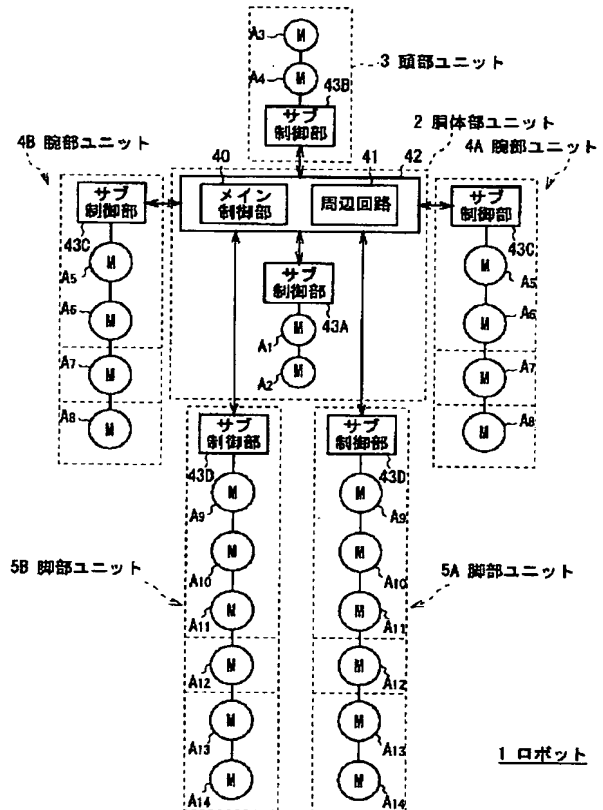 A3
M
3 頭部ユニット
A4
M
43B
サブ
制御部
2 胴体部ユニット
4B 腕部ユニット
40
41
42
4A 腕部ユニット
サブ
制御部
43C
メイン
制御部
周辺回路
サブ
制御部
43C
A5
M
A6
M
A7
M
A8
M
サブ
制御部
43A
A1
M
A2
M
A5
M
A6
M
A7
M
A8
M
サブ
制御部
43D
M
A9
M
A10
M
A11
M
A12
M
A13
M
A14
5B 脚部ユニット
サブ
制御部
43D
M
A9
M
A10
M
A11
M
A12
M
A13
M
A14
5A 脚部ユニット
1 ロボット